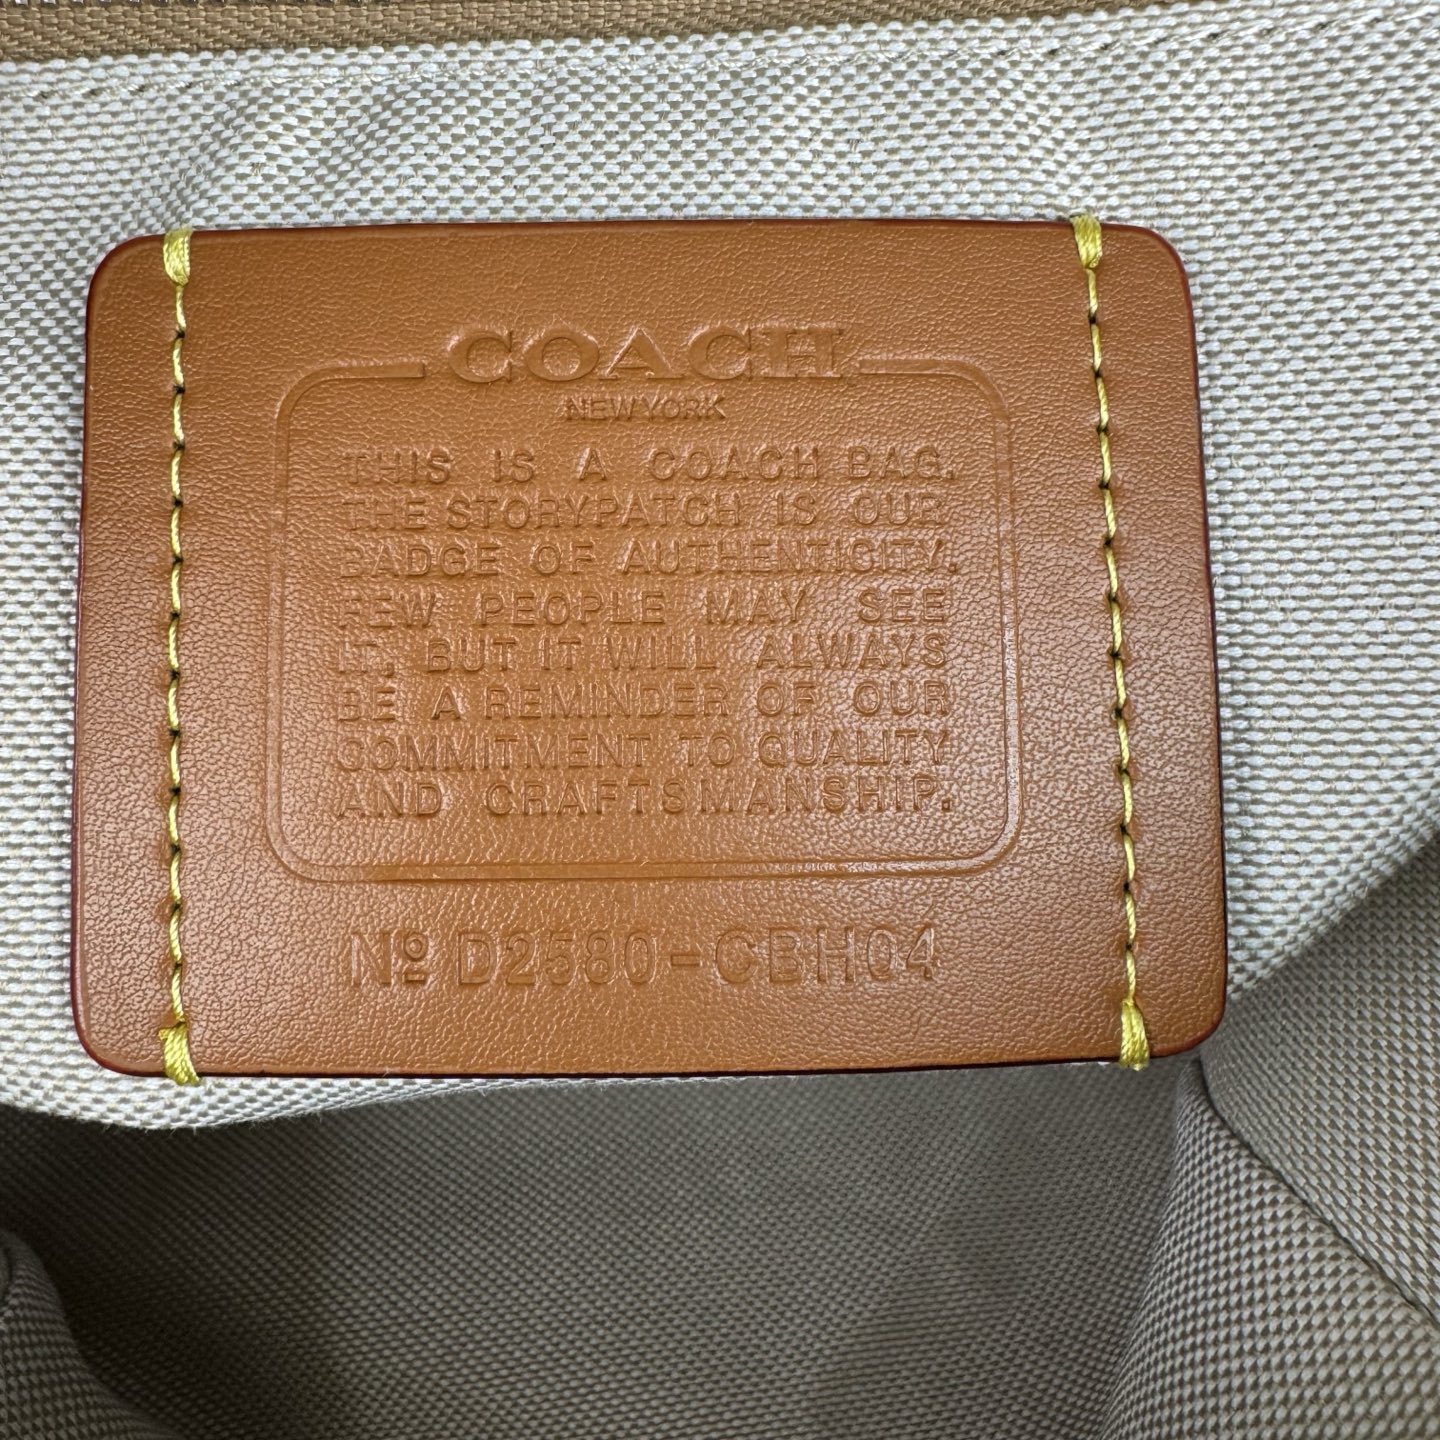 COACH
NEW YORK
THIS IS A COACH BAG.
THE STORYPATCH IS OUR
BADGE OF AUTHENTICITY.
FEW PEOPLE MAY SEE
IT, BUT IT WILL ALWAYS
BE A REMINDER OF OUR
COMMITMENT TO QUALITY
AND CRAFTSMANSHIP.
Nº D2580-CBH04